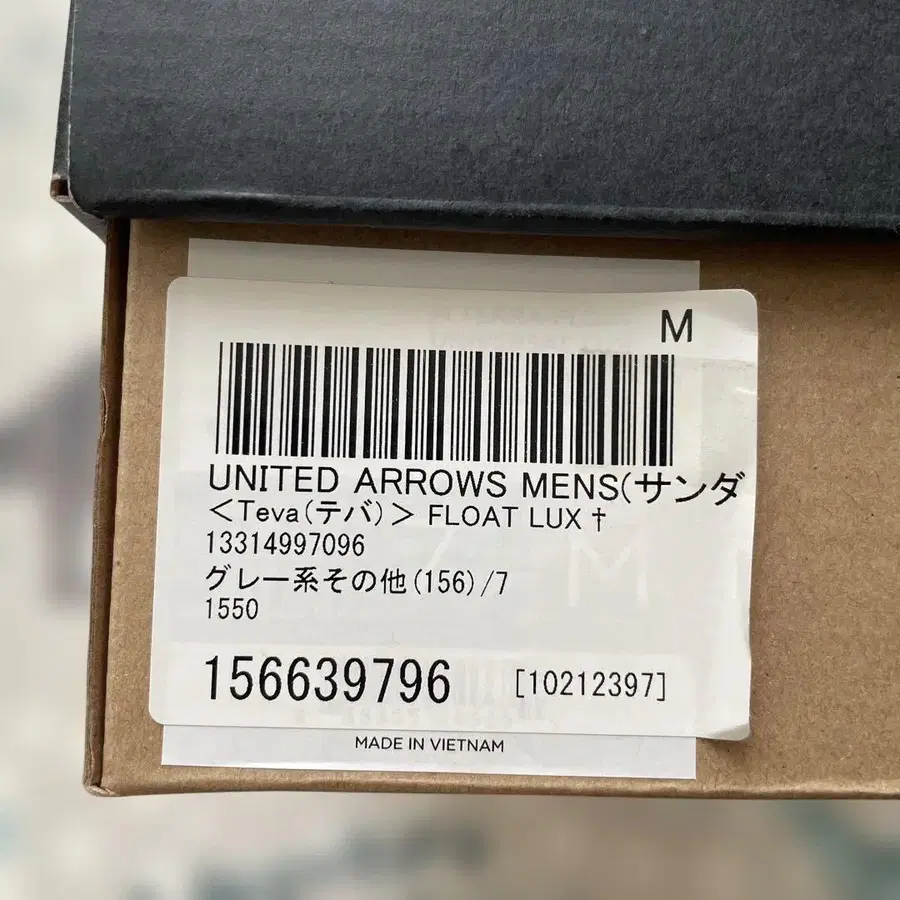 M
UNITED ARROWS MENS(サンダ
＜Teva(テバ)＞ FLOAT LUX †
13314997096
グレー系その他(156)/7
1550
156639796 [10212397]
MADE IN VIETNAM